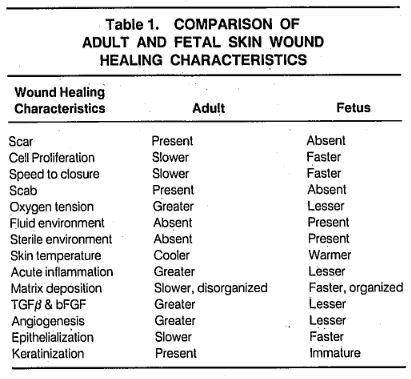 Table 1. COMPARISON OF
ADULT AND FETAL SKIN WOUND
HEALING CHARACTERISTICS
Wound Healing
Characteristics Adult Fetus
Scar Present Absent
Cell Proliferation Slower Faster
Speed to closure Slower Faster
Scab Present Absent
Oxygen tension Greater Lesser
Fluid environment Absent Present
Sterile environment Absent Present
Skin temperature Cooler Warmer
Acute inflammation Greater Lesser
Matrix deposition Slower, disorganized Faster, organized
TGFβ & bFGF Greater Lesser
Angiogenesis Greater Lesser
Epithelialization Slower Faster
Keratinization Present Immature